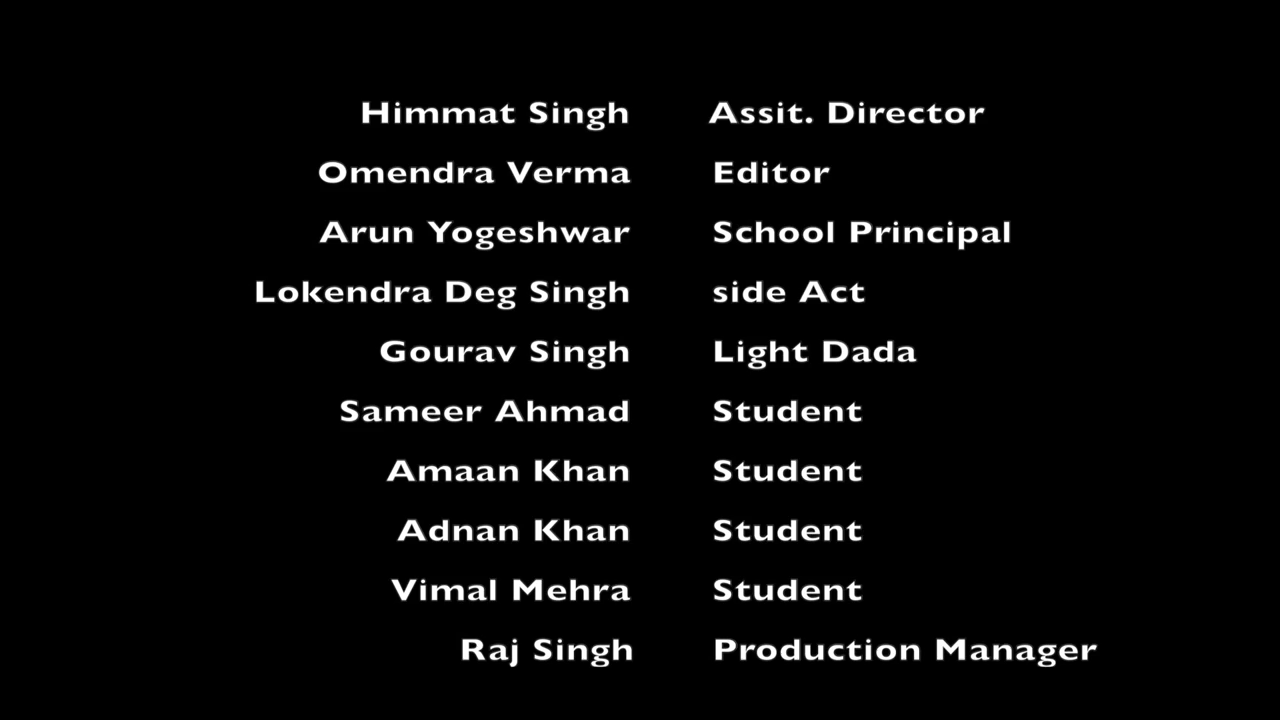 Himmat Singh Assit. Director
Omendra Verma Editor
Arun Yogeshwar School Principal
Lokendra Deg Singh side Act
Gourav Singh Light Dada
Sameer Ahmad Student
Amaan Khan Student
Adnan Khan Student
Vimal Mehra Student
Raj Singh Production Manager